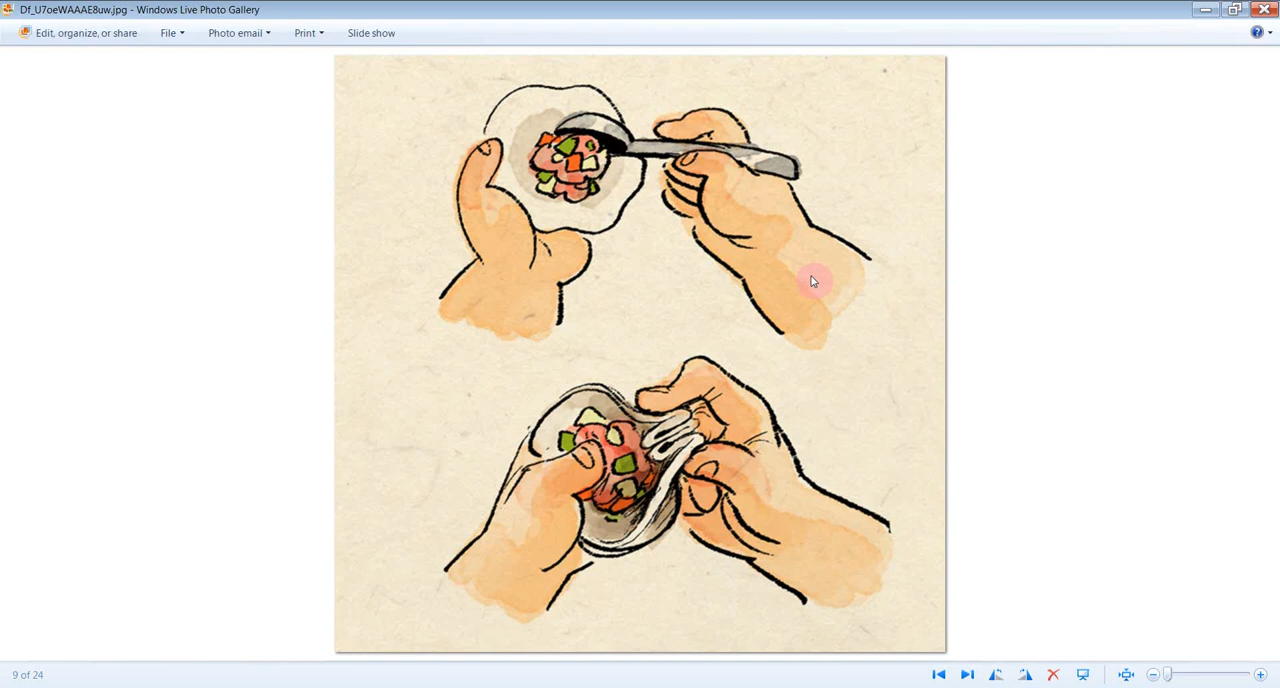 Df_U7oeWAAAE8uw.jpg - Windows Live Photo Gallery
Edit, organize, or share File Photo email Print Slide show
9 of 24